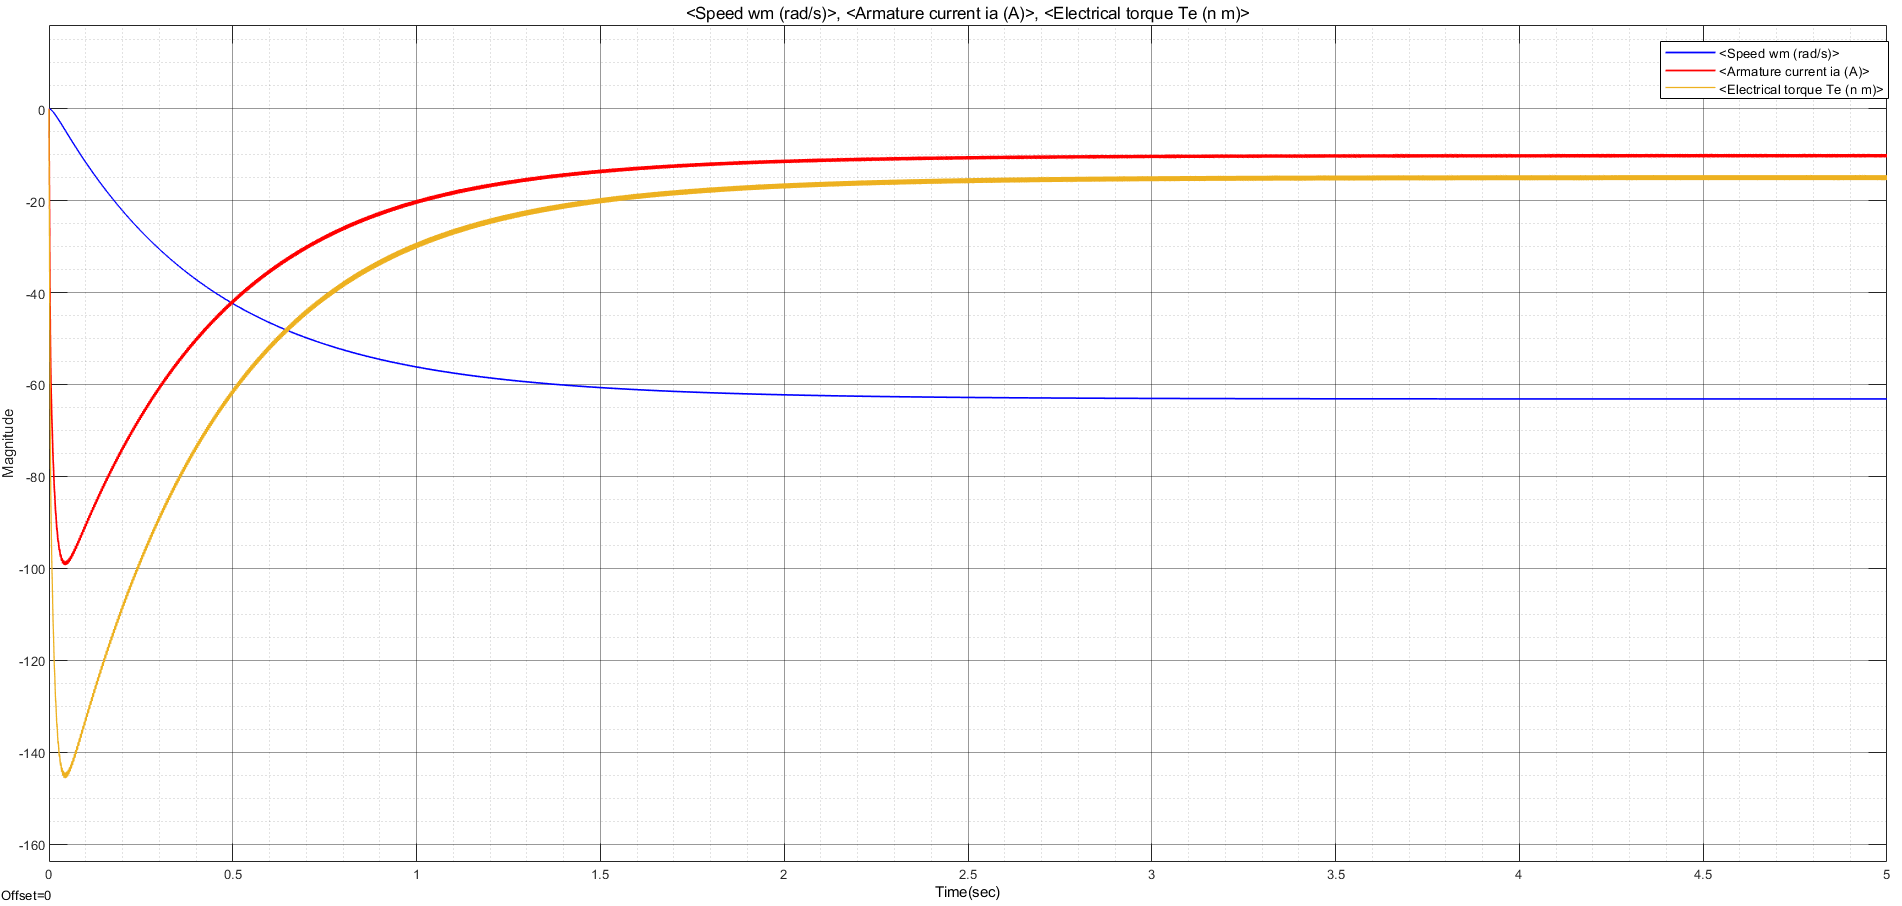 <Speed wm (rad/s)>, <Armature current ia (A)>, <Electrical torque Te (n m)>
<Speed wm (rad/s)>
<Armature current ia (A)>
<Electrical torque Te (n m)>
0
-20
-40
-60
-80
-100
-120
-140
-160
Magnitude
0 0.5 1 1.5 2 2.5 3 3.5 4 4.5 5
Time(sec)
Offset=0